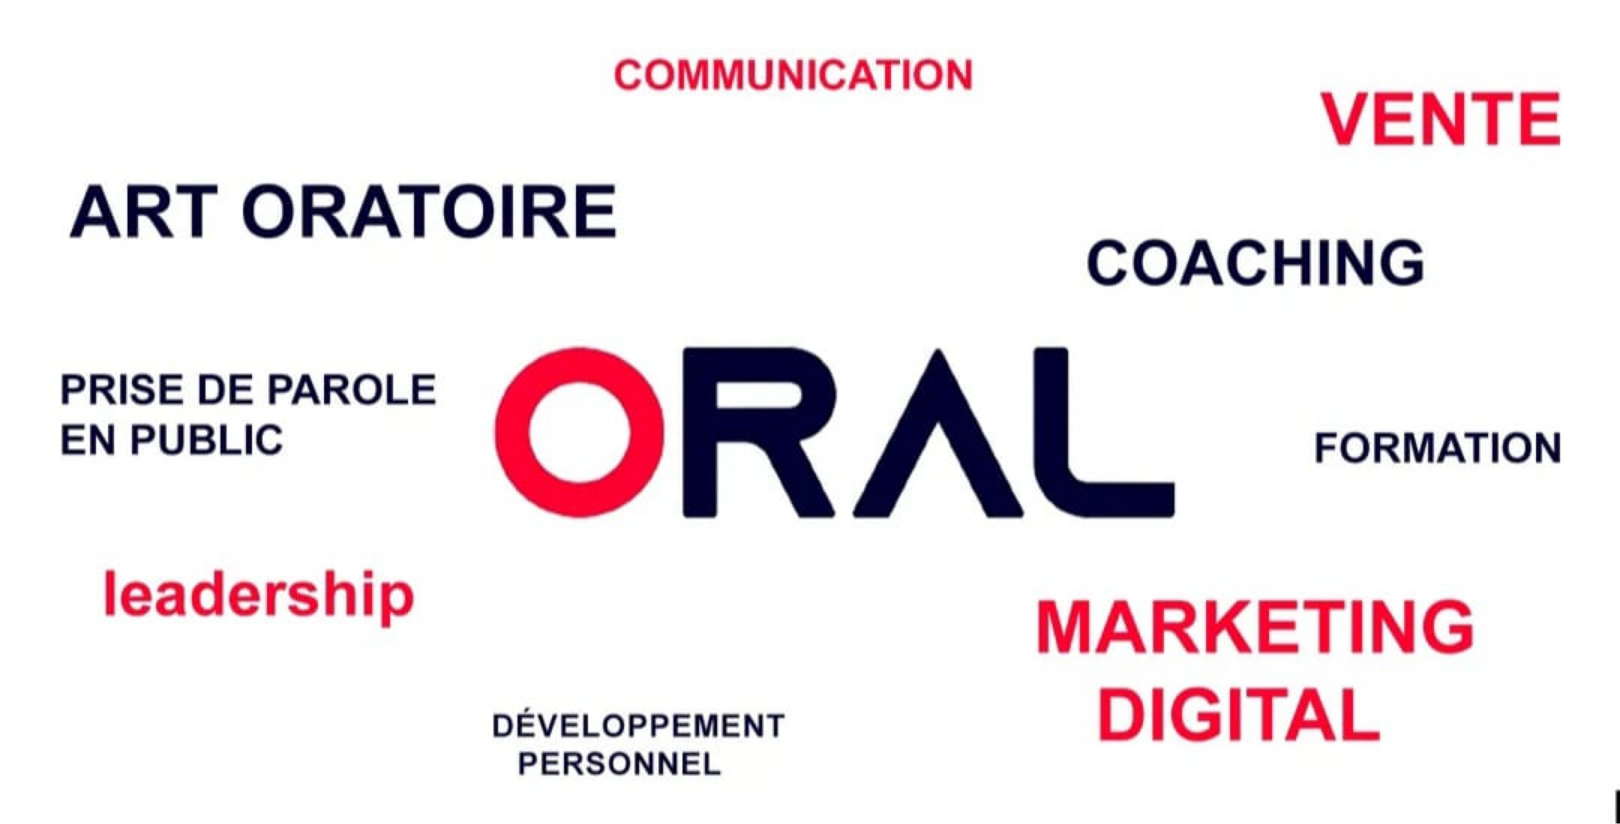 COMMUNICATION
VENTE
ART ORATOIRE
COACHING
PRISE DE PAROLE
EN PUBLIC
ORAL
FORMATION
leadership
MARKETING
DIGITAL
DÉVELOPPEMENT
PERSONNEL